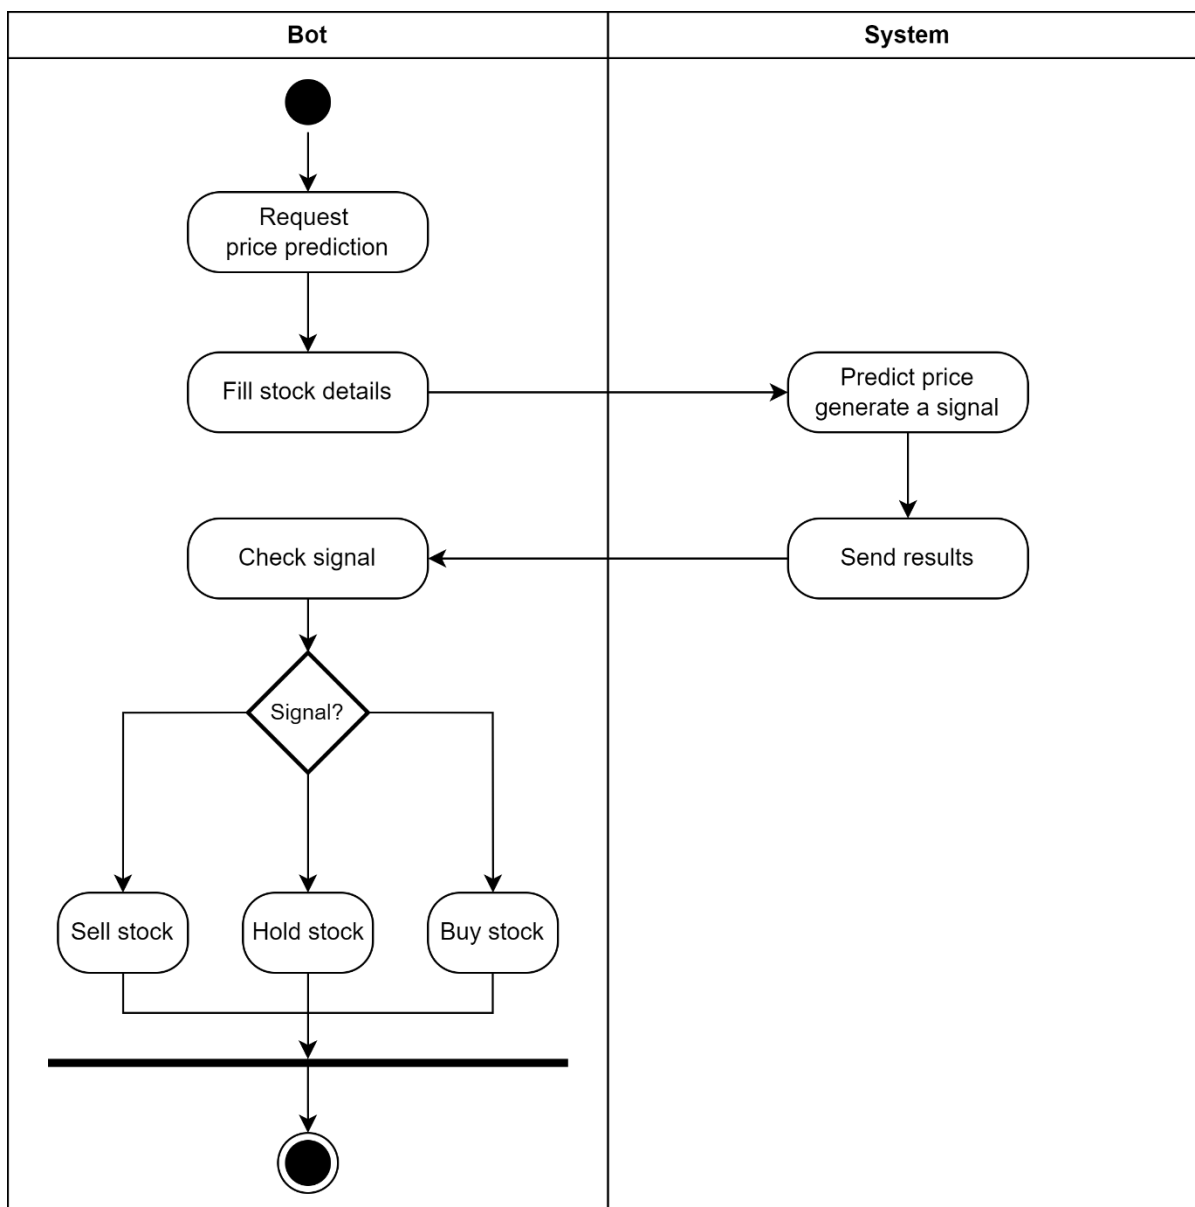 Bot
System
Request
price prediction
Fill stock details
Predict price
generate a signal
Check signal
Send results
Signal?
Sell stock
Hold stock
Buy stock